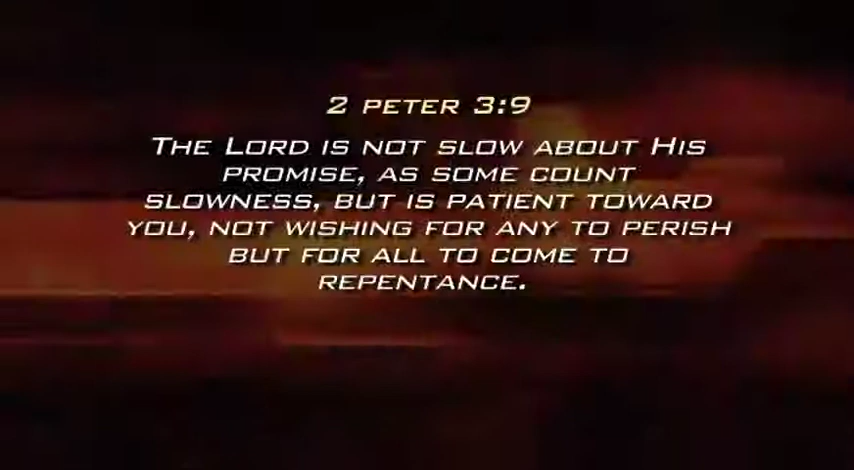 2 PETER 3:9
THE LORD IS NOT SLOW ABOUT HIS
PROMISE, AS SOME COUNT
SLOWNESS, BUT IS PATIENT TOWARD
YOU, NOT WISHING FOR ANY TO PERISH
BUT FOR ALL TO COME TO
REPENTANCE.